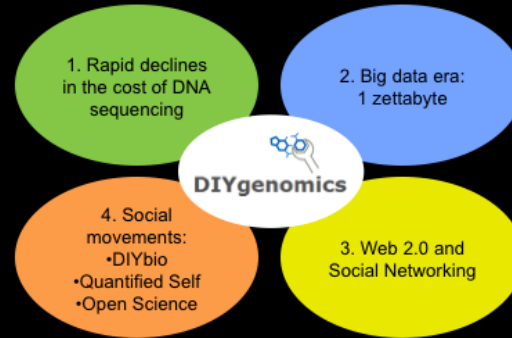 1. Rapid declines
in the cost of DNA
sequencing
2. Big data era:
1 zettabyte
DIYgenomics
4. Social
movements:
•DIYbio
•Quantified Self
•Open Science
3. Web 2.0 and
Social Networking